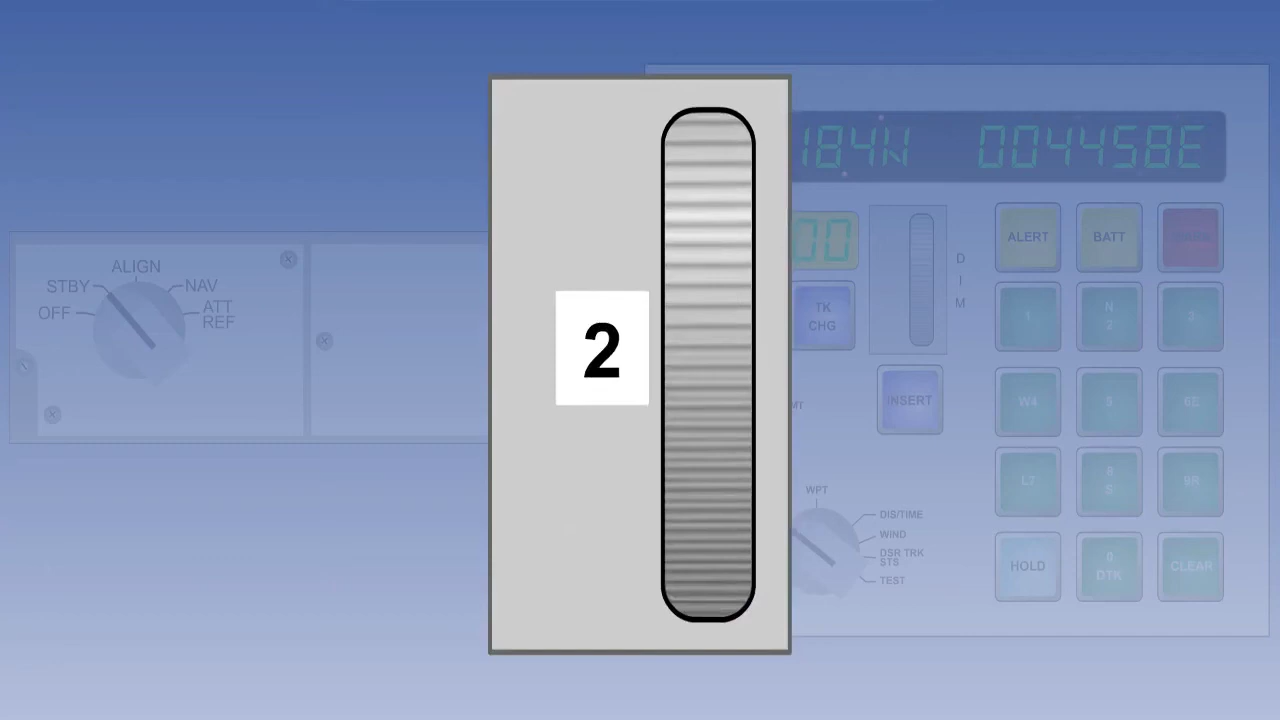 184N 004458E
ALIGN
STBY
NAV
OFF
ATT
REF
2
00
D
I
M
TK
CHG
ALERT
BATT
1
N
2
3
INSERT
W4
5
6E
WPT
DIS/TIME
WIND
DSR TRK
STS
TEST
L7
8
S
9R
HOLD
0
DTK
CLEAR